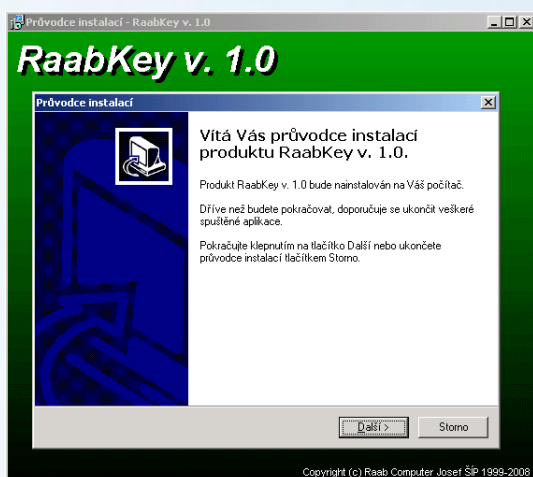 Průvodce instalací - RaabKey v. 1.0
RaabKey v. 1.0
Průvodce instalací
Vítá Vás průvodce instalací
produktu RaabKey v. 1.0.
Produkt RaabKey v. 1.0 bude nainstalován na Váš počítač.
Dříve než budete pokračovat, doporučuje se ukončit veškeré
spuštěné aplikace.
Pokračujte klepnutím na tlačítko Další nebo ukončete
průvodce instalací tlačítkem Storno.
Další >
Storno
Copyright (c) Raab Computer Josef ŠÍP 1999-2008